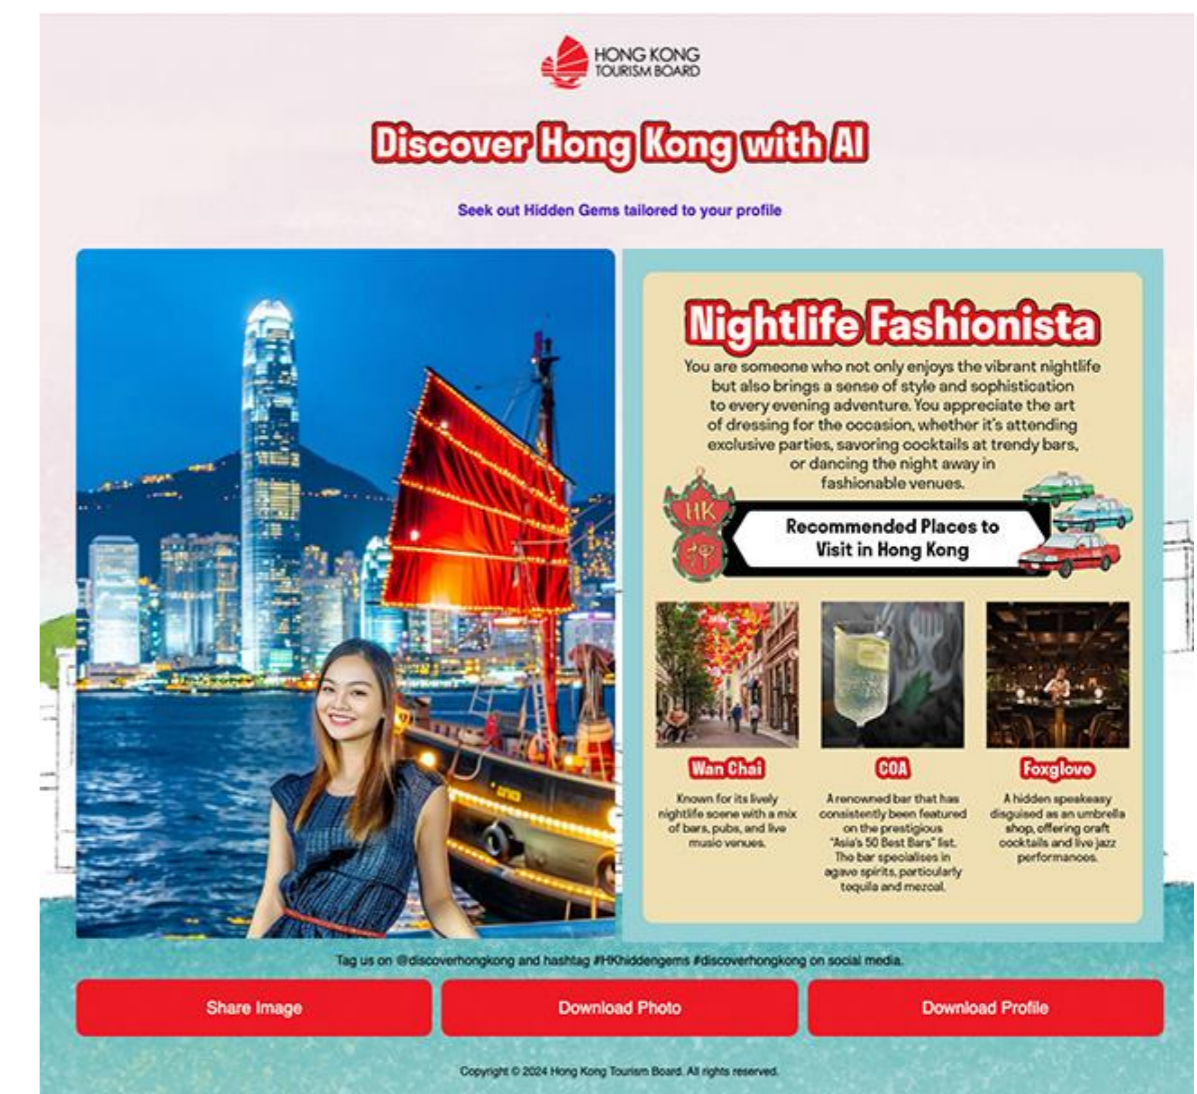 HONG KONG
TOURISM BOARD
Discover Hong Kong with AI
Seek out Hidden Gems tailored to your profile
Nightlife Fashionista
You are someone who not only enjoys the vibrant nightlife
but also brings a sense of style and sophistication
to every evening adventure. You appreciate the art
of dressing for the occasion, whether it's attending
exclusive parties, savoring cocktails at trendy bars,
or dancing the night away in
fashionable venues.
HK
Recommended Places to
Visit in Hong Kong
Wan Chai
Known for its lively
nightlife scene with a mix
of bars, pubs, and live
music venues.
COA
A renowned bar that has
consistently been featured
on the prestigious
"Asia's 50 Best Bars" list.
The bar specialises in
agave spirits, particularly
tequila and mezcal.
Foxglove
A hidden speakeasy
disguised as an umbrella
shop, offering craft
cocktails and live jazz
performances.
Tag us on @discoverhongkong and hashtag #HKhiddengems #discoverhongkong on social media.
Share Image
Download Photo
Download Profile
Copyright © 2024 Hong Kong Tourism Board. All rights reserved.